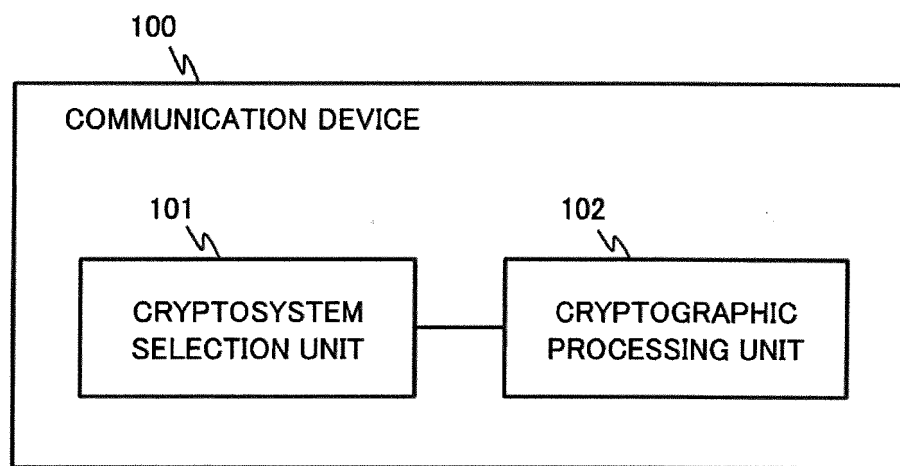 100
COMMUNICATION DEVICE
101
102
CRYPTOSYSTEM
SELECTION UNIT
CRYPTOGRAPHIC
PROCESSING UNIT